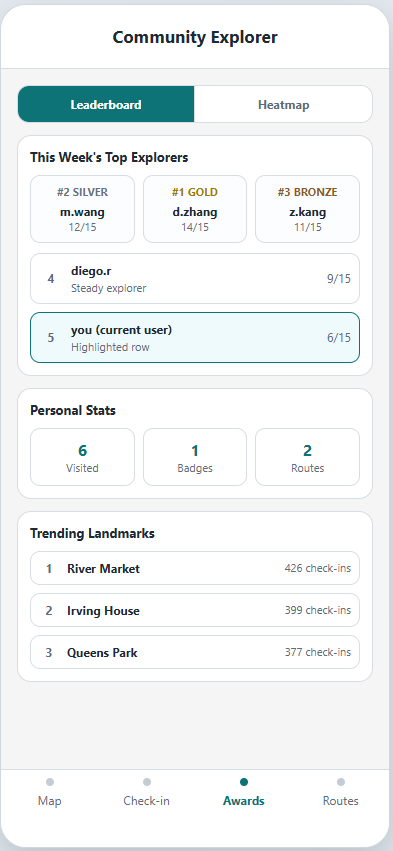 Community Explorer
Leaderboard
Heatmap
This Week's Top Explorers
#2 SILVER
m.wang
12/15
#1 GOLD
d.zhang
14/15
#3 BRONZE
z.kang
11/15
4
diego.r
Steady explorer
9/15
5
you (current user)
Highlighted row
6/15
Personal Stats
6
Visited
1
Badges
2
Routes
Trending Landmarks
1 River Market 426 check-ins
2 Irving House 399 check-ins
3 Queens Park 377 check-ins
Map
Check-in
Awards
Routes